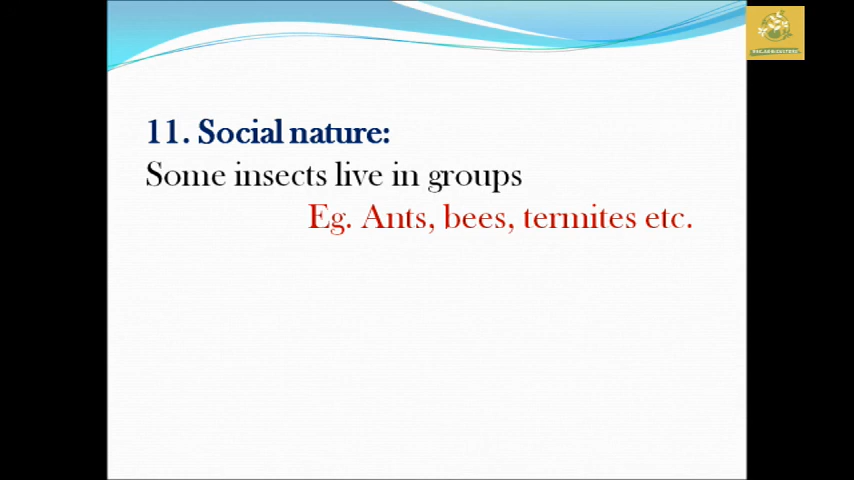 11. Social nature:
Some insects live in groups
Eg. Ants, bees, termites etc.